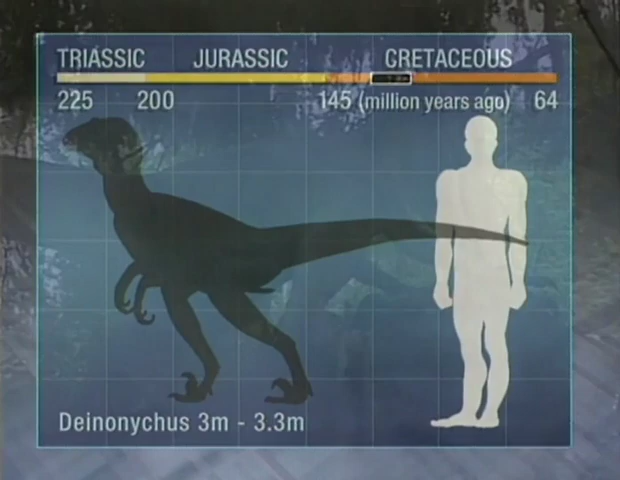 TRIASSIC JURASSIC CRETACEOUS
225 200 145 (million years ago) 64
Deinonychus 3m - 3.3m